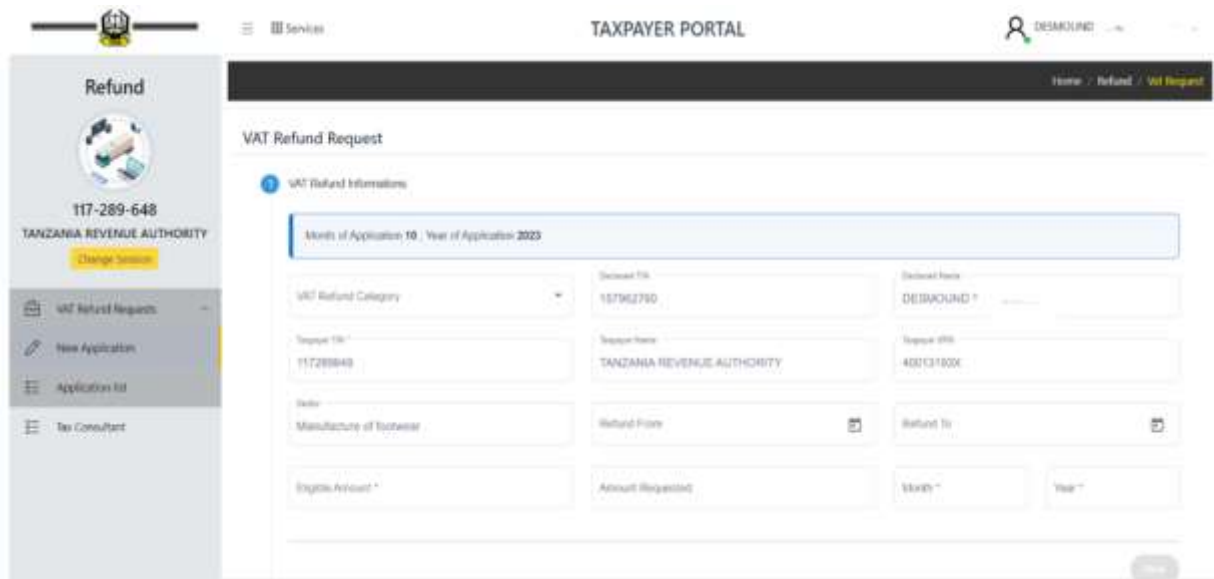 Services
TAXPAYER PORTAL
DESMOUND
Refund
117-289-648
TANZANIA REVENUE AUTHORITY
Change Session
VAT Refund Requests
New Application
Application list
Tax Consultant
Home / Refund / Vat Request
VAT Refund Request
VAT Refund Informations
Month of Application 10 ; Year of Application 2023
VAT Refund Category
Declarant TIN
157962760
Declarant Name
DESMOUND
Taxpayer TIN *
117289648
Taxpayer Name
TANZANIA REVENUE AUTHORITY
Taxpayer VRN
Sector
Manufacture of footwear
Refund From
Refund To
Eligible Amount *
Amount Requested
Month *
Year *